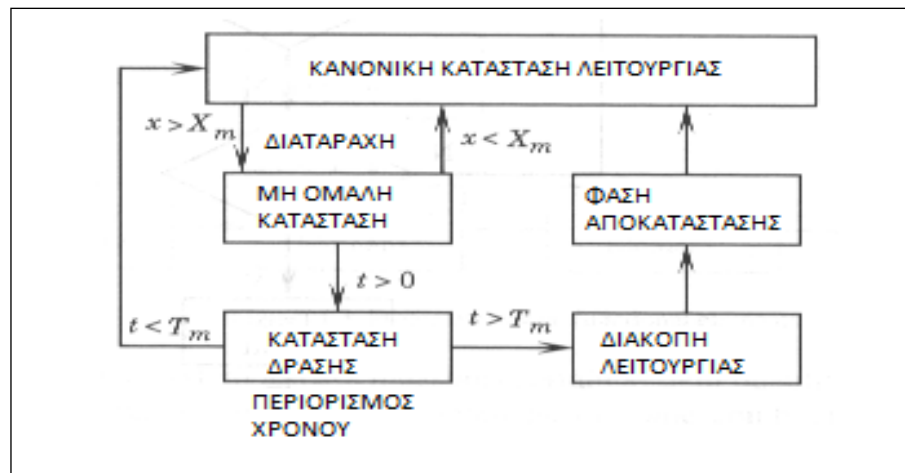 ΚΑΝΟΝΙΚΗ ΚΑΤΑΣΤΑΣΗ ΛΕΙΤΟΥΡΓΙΑΣ
x > X_m
ΔΙΑΤΑΡΑΧΗ
x < X_m
ΜΗ ΟΜΑΛΗ
ΚΑΤΑΣΤΑΣΗ
ΦΑΣΗ
ΑΠΟΚΑΤΑΣΤΑΣΗΣ
t > 0
t < T_m
ΚΑΤΑΣΤΑΣΗ
ΔΡΑΣΗΣ
t > T_m
ΔΙΑΚΟΠΗ
ΛΕΙΤΟΥΡΓΙΑΣ
ΠΕΡΙΟΡΙΣΜΟΣ
ΧΡΟΝΟΥ